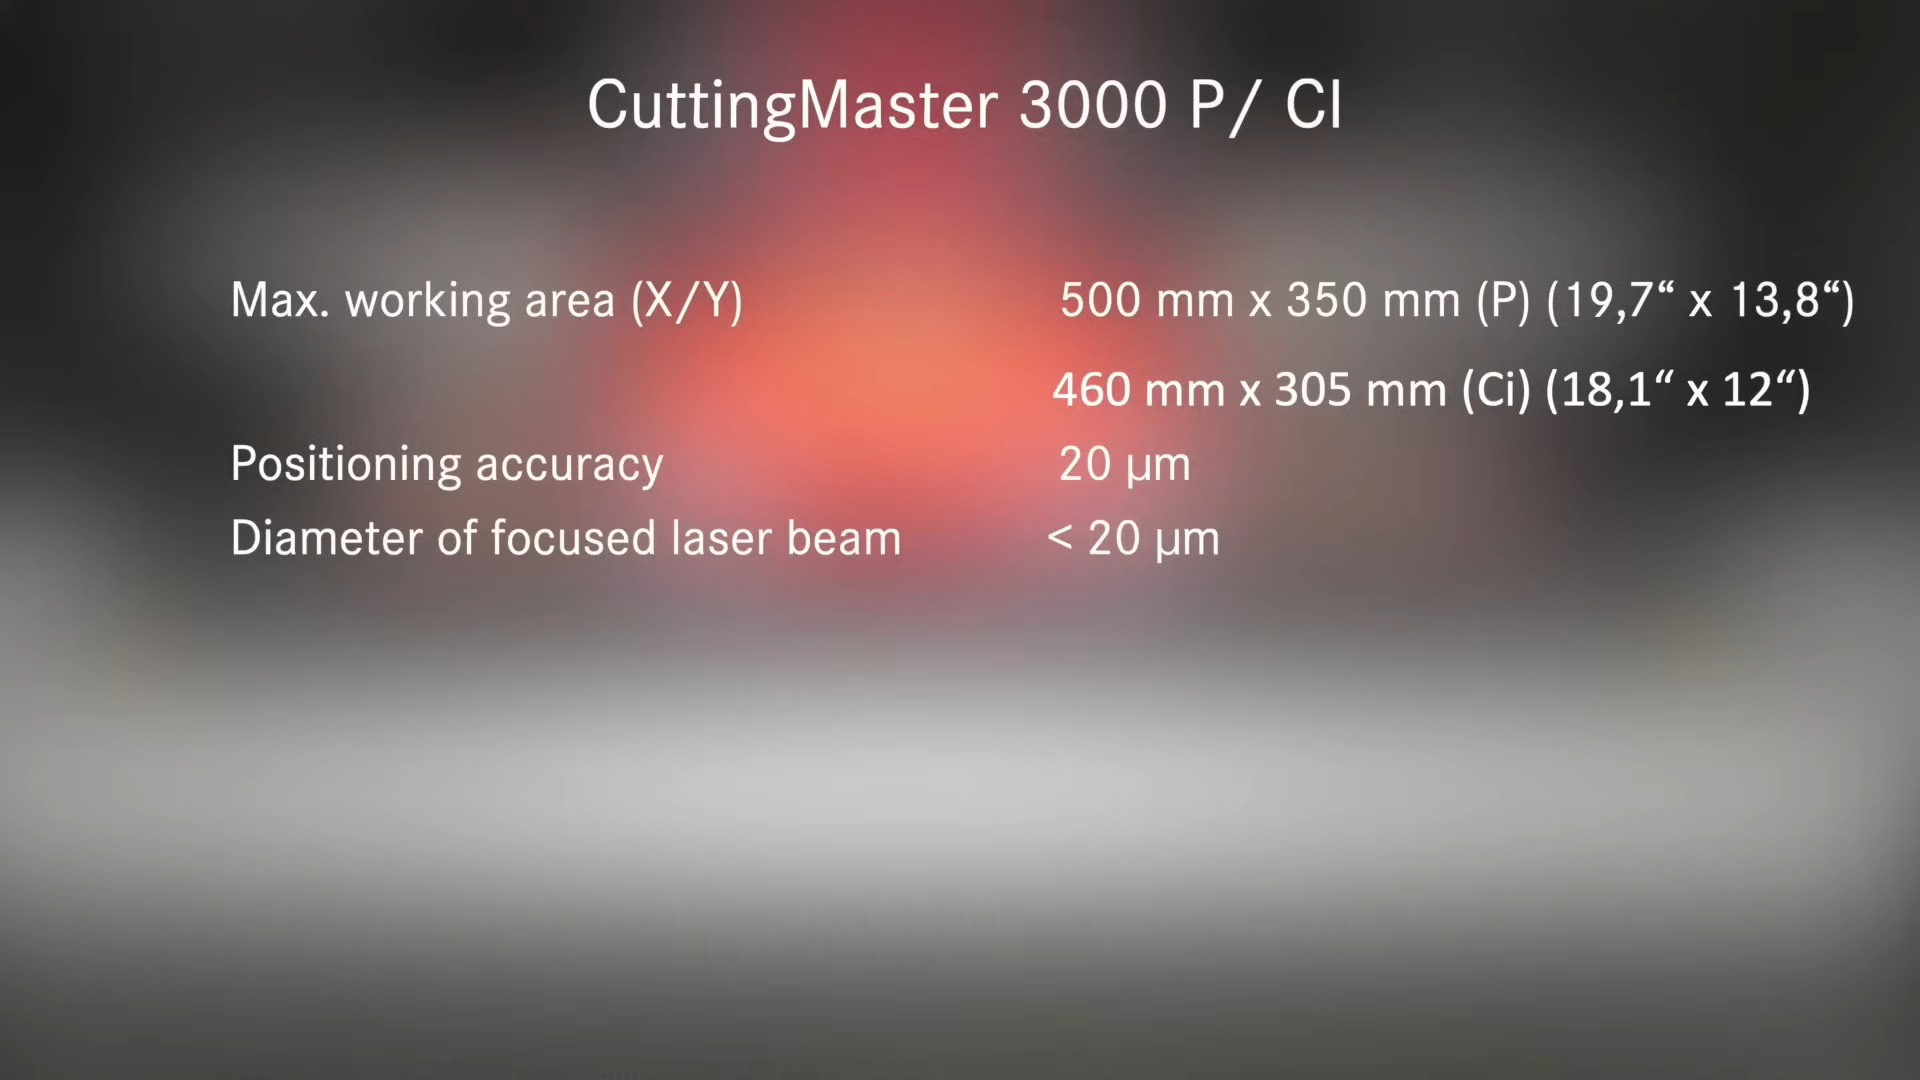 CuttingMaster 3000 P/ CI
Max. working area (X/Y) 500 mm x 350 mm (P) (19,7“ x 13,8“)
460 mm x 305 mm (Ci) (18,1“ x 12“)
Positioning accuracy 20 µm
Diameter of focused laser beam < 20 µm